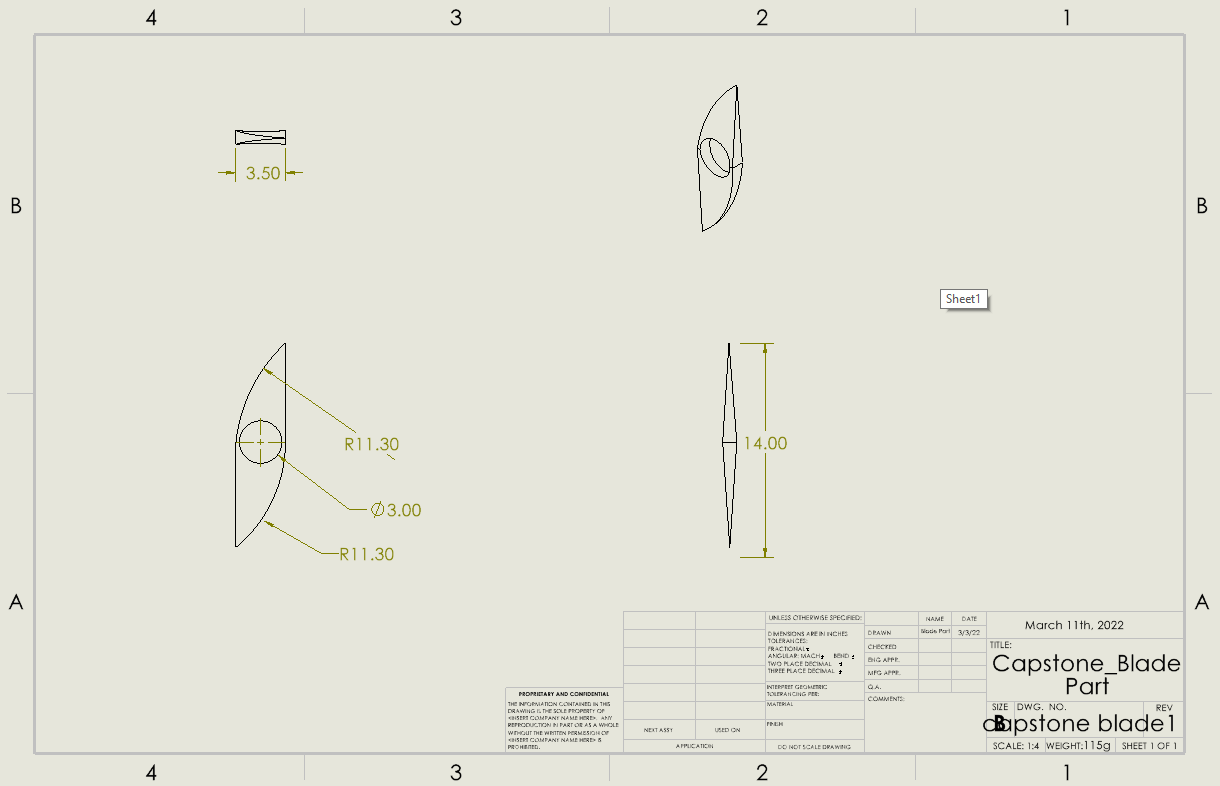 4 3 2 1
B B
3.50
Sheet1
R11.30
14.00
Ø3.00
R11.30
A A
UNLESS OTHERWISE SPECIFIED:
DIMENSIONS ARE IN INCHES
TOLERANCES:
FRACTIONAL±
ANGULAR: MACH± BEND ±
TWO PLACE DECIMAL ±
THREE PLACE DECIMAL ±
INTERPRET GEOMETRIC
TOLERANCING PER:
MATERIAL
FINISH
DO NOT SCALE DRAWING
NAME DATE
DRAWN Blade Part 3/3/22
CHECKED
ENG APPR.
MFG APPR.
Q.A.
COMMENTS:
March 11th, 2022
TITLE:
Capstone_Blade
Part
SIZE DWG. NO. REV
B
capstone blade1
SCALE: 1:4 WEIGHT:115g SHEET 1 OF 1
PROPRIETARY AND CONFIDENTIAL
THE INFORMATION CONTAINED IN THIS
DRAWING IS THE SOLE PROPERTY OF
<INSERT COMPANY NAME HERE>. ANY
REPRODUCTION IN PART OR AS A WHOLE
WITHOUT THE WRITTEN PERMISSION OF
<INSERT COMPANY NAME HERE> IS
PROHIBITED.
NEXT ASSY USED ON
APPLICATION
4 3 2 1